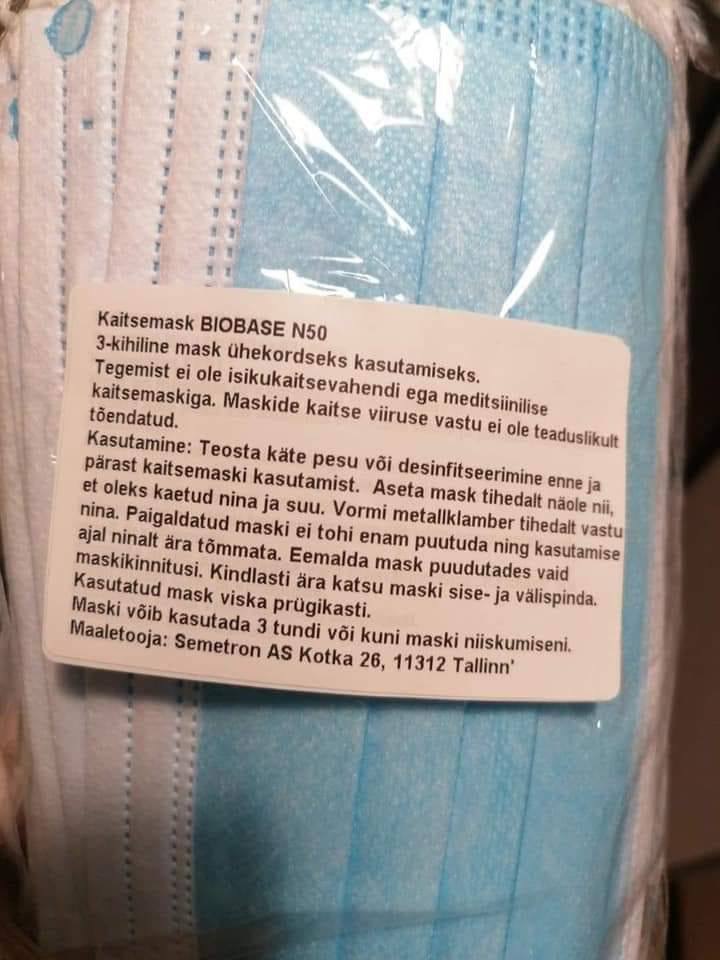 Kaitsemask BIOBASE N50
3-kihiline mask ühekordseks kasutamiseks.
Tegemist ei ole isikukaitsevahendi ega meditsiinilise
kaitsemaskiga. Maskide kaitse viiruse vastu ei ole teaduslikult
tõendatud.
Kasutamine: Teosta käte pesu või desinfitseerimine enne ja
pärast kaitsemaski kasutamist. Aseta mask tihedalt näole nii,
et oleks kaetud nina ja suu. Vormi metallklamber tihedalt vastu
nina. Paigaldatud maski ei tohi enam puutuda ning kasutamise
ajal ninalt ära tõmmata. Eemalda mask puudutades vaid
maskikinnitusi. Kindlasti ära katsu maski sise- ja välispinda.
Kasutatud mask viska prügikasti.
Maski võib kasutada 3 tundi või kuni maski niiskumiseni.
Maaletooja: Semetron AS Kotka 26, 11312 Tallinn'